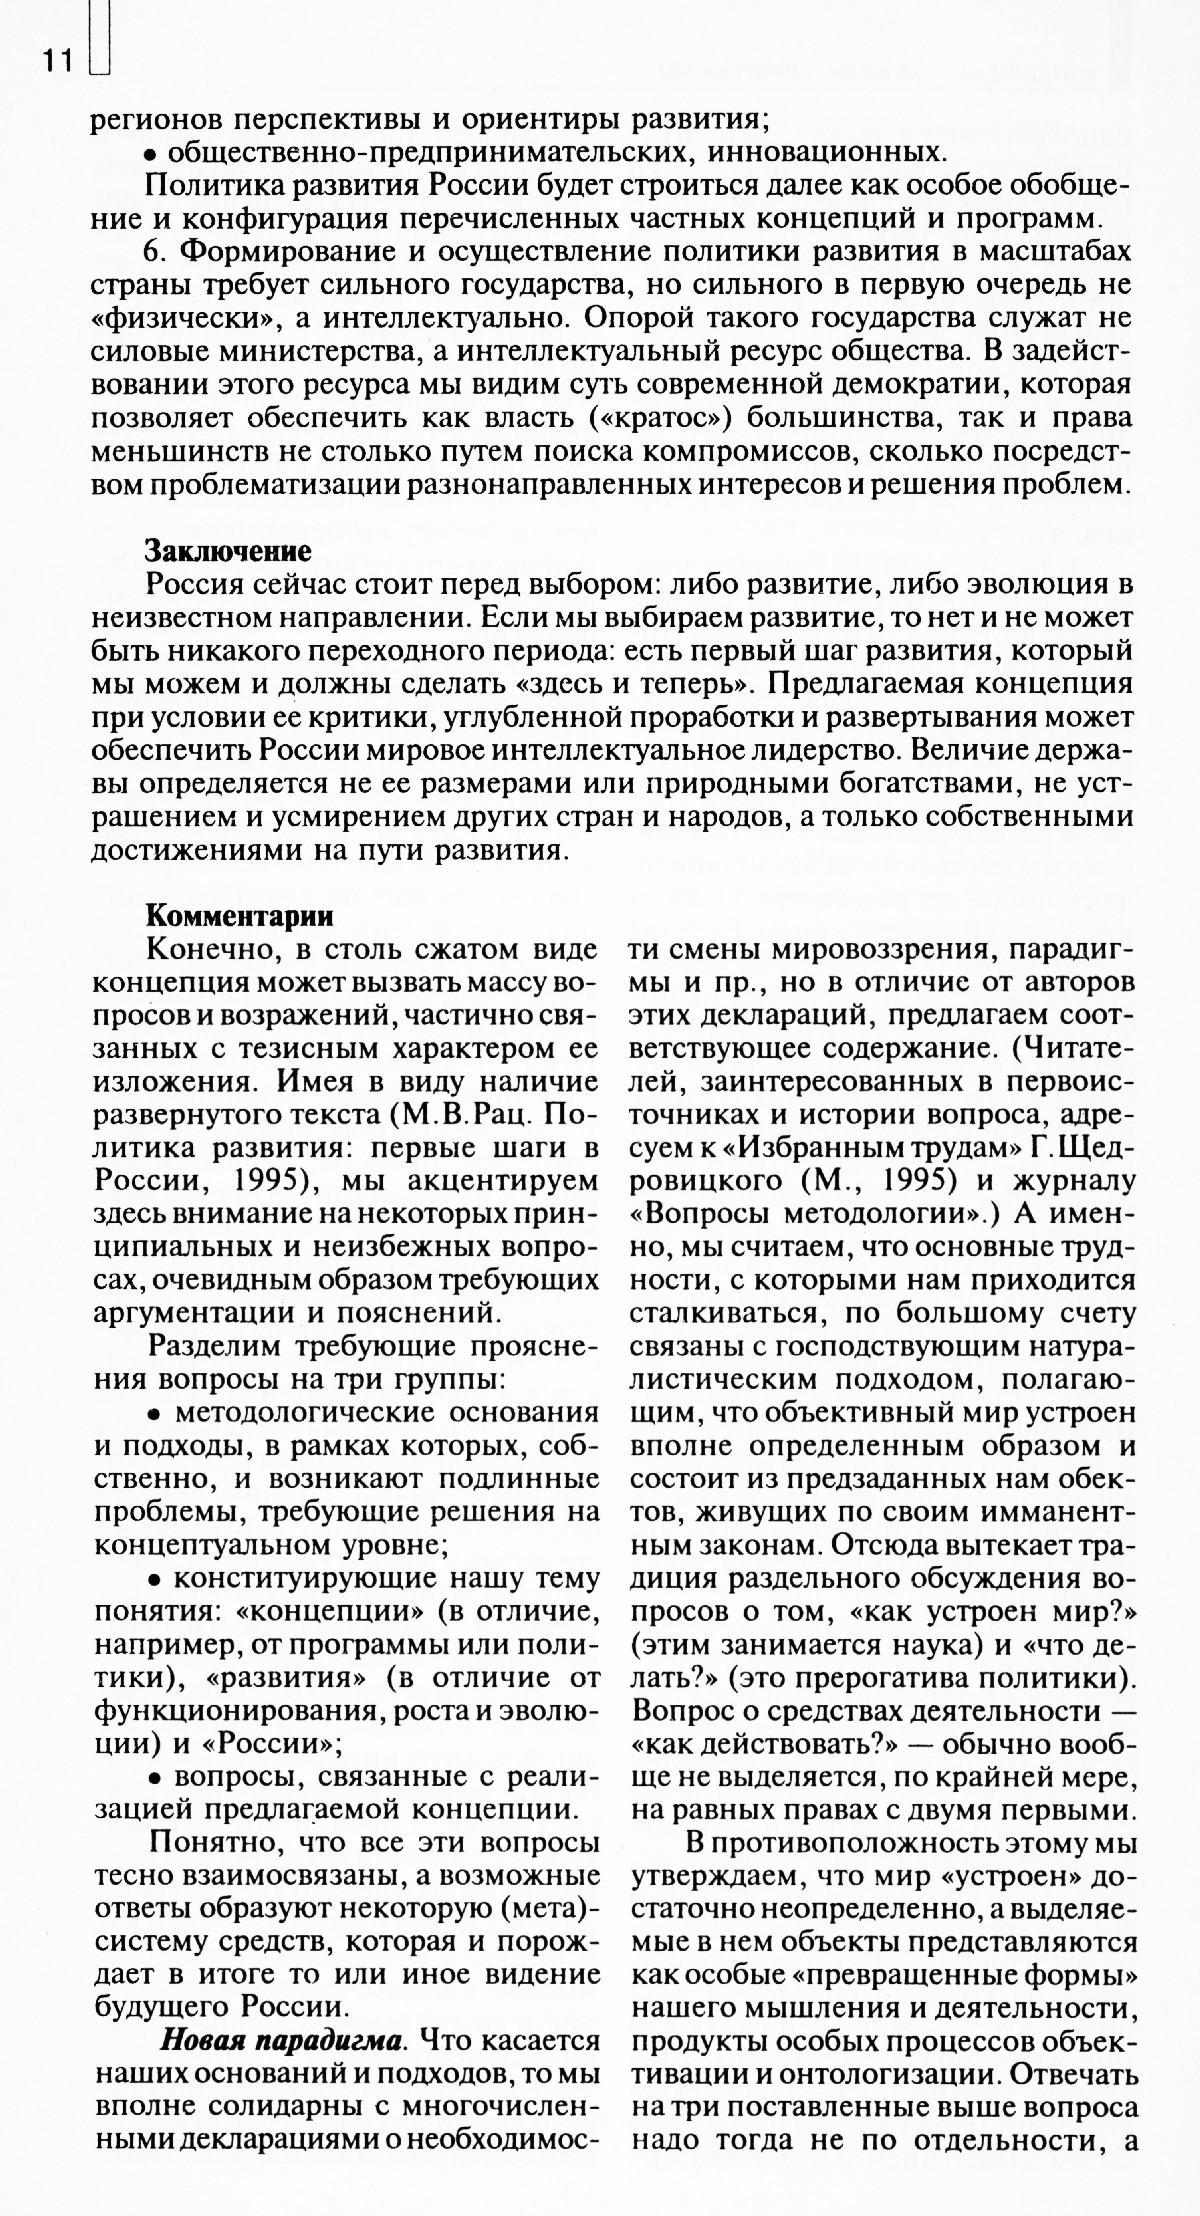 11
регионов перспективы и ориентиры развития;
• общественно-предпринимательских, инновационных.
Политика развития России будет строиться далее как особое обобще-
ние и конфигурация перечисленных частных концепций и программ.
6. Формирование и осуществление политики развития в масштабах
страны требует сильного государства, но сильного в первую очередь не
«физически», а интеллектуально. Опорой такого государства служат не
силовые министерства, а интеллектуальный ресурс общества. В задейст-
вовании этого ресурса мы видим суть современной демократии, которая
позволяет обеспечить как власть («кратос») большинства, так и права
меньшинств не столько путем поиска компромиссов, сколько посредст-
вом проблематизации разнонаправленных интересов и решения проблем.
Заключение
Россия сейчас стоит перед выбором: либо развитие, либо эволюция в
неизвестном направлении. Если мы выбираем развитие, то нет и не может
быть никакого переходного периода: есть первый шаг развития, который
мы можем и должны сделать «здесь и теперь». Предлагаемая концепция
при условии ее критики, углубленной проработки и развертывания может
обеспечить России мировое интеллектуальное лидерство. Величие держа-
вы определяется не ее размерами или природными богатствами, не уст-
рашением и усмирением других стран и народов, а только собственными
достижениями на пути развития.
Комментарии
Конечно, в столь сжатом виде
концепция может вызвать массу во-
просов и возражений, частично свя-
занных с тезисным характером ее
изложения. Имея в виду наличие
развернутого текста (М.В.Рац. По-
литика развития: первые шаги в
России, 1995), мы акцентируем
здесь внимание на некоторых прин-
ципиальных и неизбежных вопро-
сах, очевидным образом требующих
аргументации и пояснений.
Разделим требующие проясне-
ния вопросы на три группы:
• методологические основания
и подходы, в рамках которых, соб-
ственно, и возникают подлинные
проблемы, требующие решения на
концептуальном уровне;
• конституирующие нашу тему
понятия: «концепции» (в отличие,
например, от программы или поли-
тики), «развития» (в отличие от
функционирования, роста и эволю-
ции) и «России»;
• вопросы, связанные с реали-
зацией предлагаемой концепции.
Понятно, что все эти вопросы
тесно взаимосвязаны, а возможные
ответы образуют некоторую (мета)-
систему средств, которая и порож-
дает в итоге то или иное видение
будущего России.
Новая парадигма. Что касается
наших оснований и подходов, то мы
вполне солидарны с многочислен-
ными декларациями о необходимос-
ти смены мировоззрения, парадиг-
мы и пр., но в отличие от авторов
этих деклараций, предлагаем соот-
ветствующее содержание. (Читате-
лей, заинтересованных в первоис-
точниках и истории вопроса, адре-
суем к «Избранным трудам» Г.Щед-
ровицкого (М., 1995) и журналу
«Вопросы методологии».) А имен-
но, мы считаем, что основные труд-
ности, с которыми нам приходится
сталкиваться, по большому счету
связаны с господствующим натура-
листическим подходом, полагаю-
щим, что объективный мир устроен
вполне определенным образом и
состоит из предзаданных нам обек-
тов, живущих по своим имманент-
ным законам. Отсюда вытекает тра-
диция раздельного обсуждения во-
просов о том, «как устроен мир?»
(этим занимается наука) и «что де-
лать?» (это прерогатива политики).
Вопрос о средствах деятельности —
«как действовать?» — обычно вооб-
ще не выделяется, по крайней мере,
на равных правах с двумя первыми.
В противоположность этому мы
утверждаем, что мир «устроен» до-
статочно неопределенно, а выделяе-
мые в нем объекты представляются
как особые «превращенные формы»
нашего мышления и деятельности,
продукты особых процессов объек-
тивации и онтологизации. Отвечать
на три поставленные выше вопроса
надо тогда не по отдельности, а